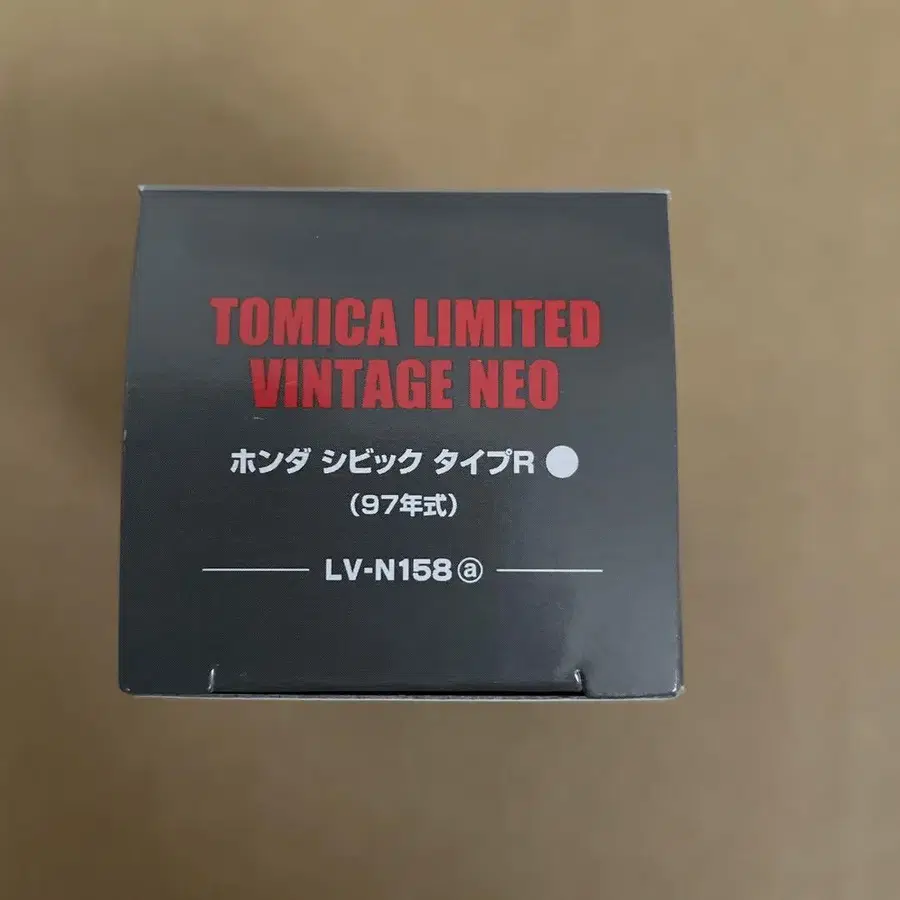 TOMICA LIMITED
VINTAGE NEO
ホンダ シビック タイプR
(97年式)
LV-N158 ⓐ